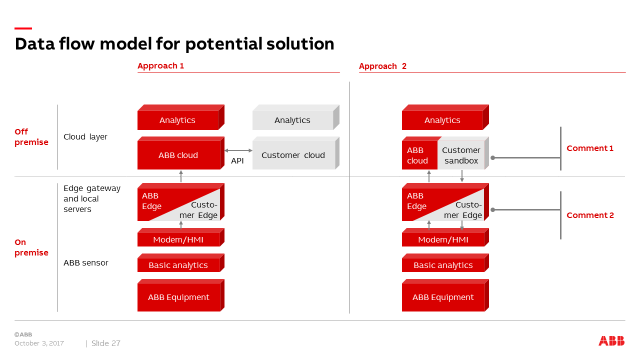 Data flow model for potential solution
Approach 1
Approach 2
Off
premise
Cloud layer
Analytics
Analytics
ABB cloud
API
Customer cloud
Analytics
ABB
cloud
Customer
sandbox
Comment 1
On
premise
Edge gateway
and local
servers
ABB
Edge
Custo-
mer Edge
ABB
Edge
Custo-
mer Edge
Comment 2
Modem/HMI
Modem/HMI
ABB sensor
Basic analytics
Basic analytics
ABB Equipment
ABB Equipment
©ABB
October 3, 2017
| Slide 27
ABB